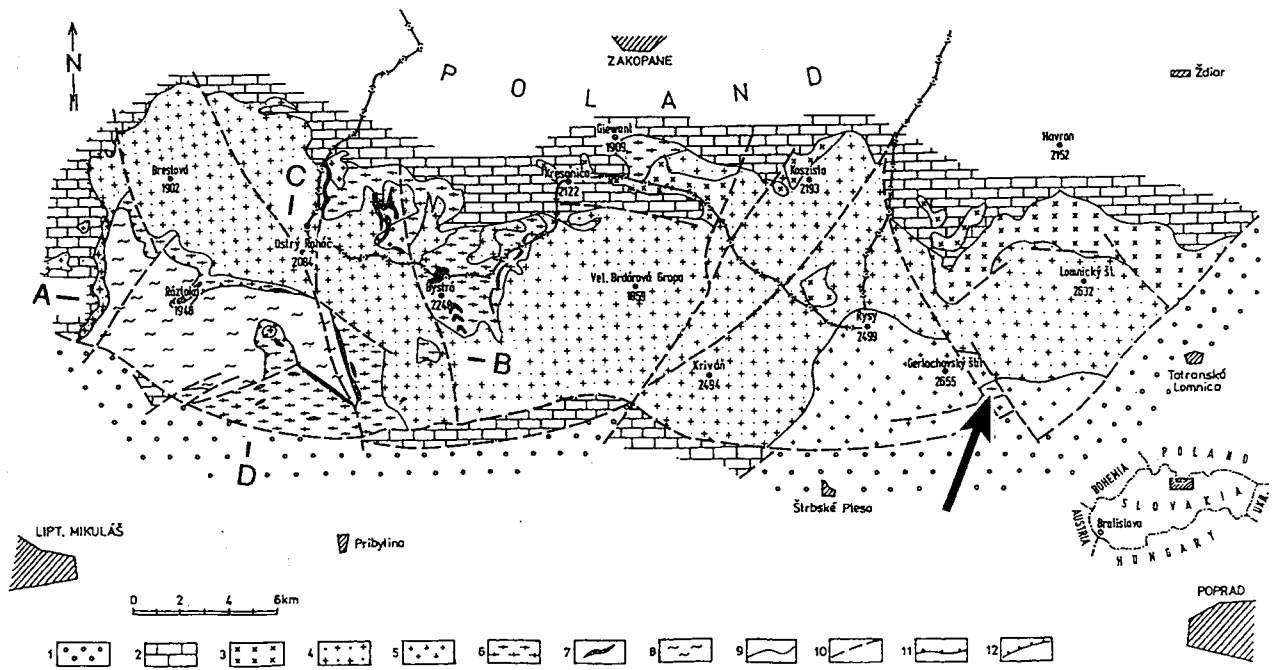 N
POLAND
ZAKOPANE
Ždiar
Giewont
1909
Havran
2152
Brestová
1902
C
Kresanica
2122
Koszista
2193
Ostrý Roháč
2084
A
Bystrá
2248
Vel. Brdárová Gropa
1859
Lomnický št.
2632
1946
Rysy
2499
B
Kriváň
2494
Gerlachovský štít
2655
Tatranská
Lomnica
D
Štrbské Pleso
POLAND
BOHEMIA
SLOVAKIA
UKR.
AUSTRIA
Bratislava
HUNGARY
LIPT. MIKULÁŠ
Pribylina
POPRAD
0 2 4 6km
1 2 3 4 5 6 7 8 9 10 11 12